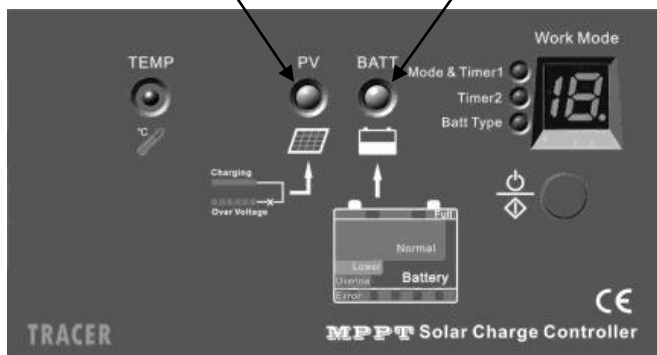 Work Mode
TEMP
PV
BATT
Mode & Timer1
Timer2
Batt Type
18.
℃
Charging
Over Voltage
Full
Normal
Lower
Overlow
Battery
Error
CE
TRACER
MPPT Solar Charge Controller